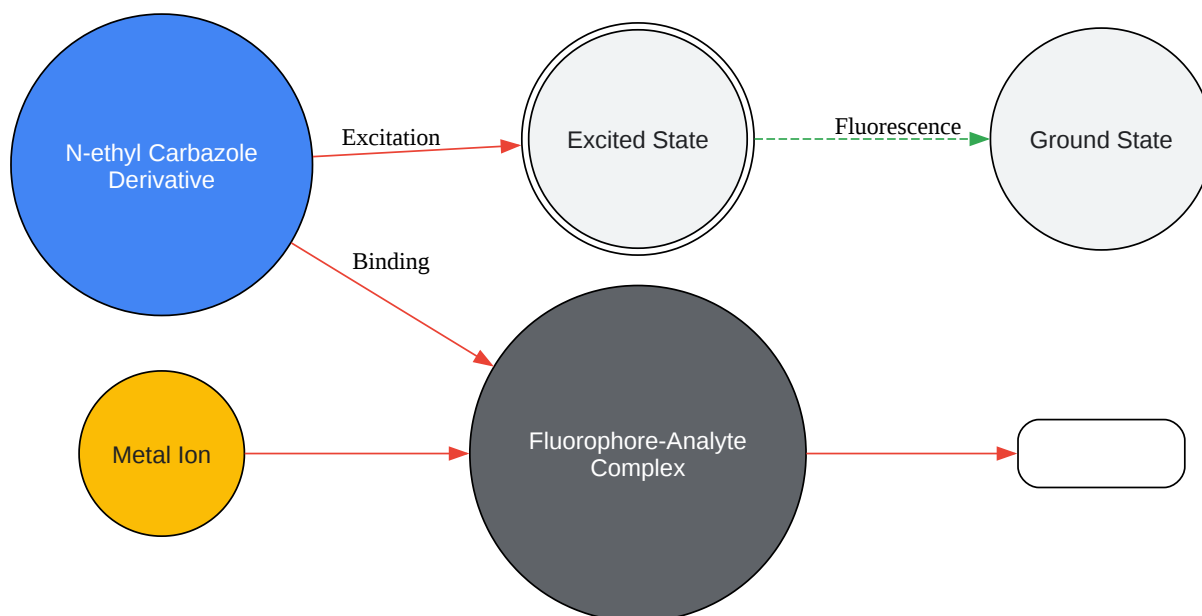 N-ethyl Carbazole
Derivative
Excitation
Excited State
Fluorescence
Ground State
Binding
Metal Ion
Fluorophore-Analyte
Complex